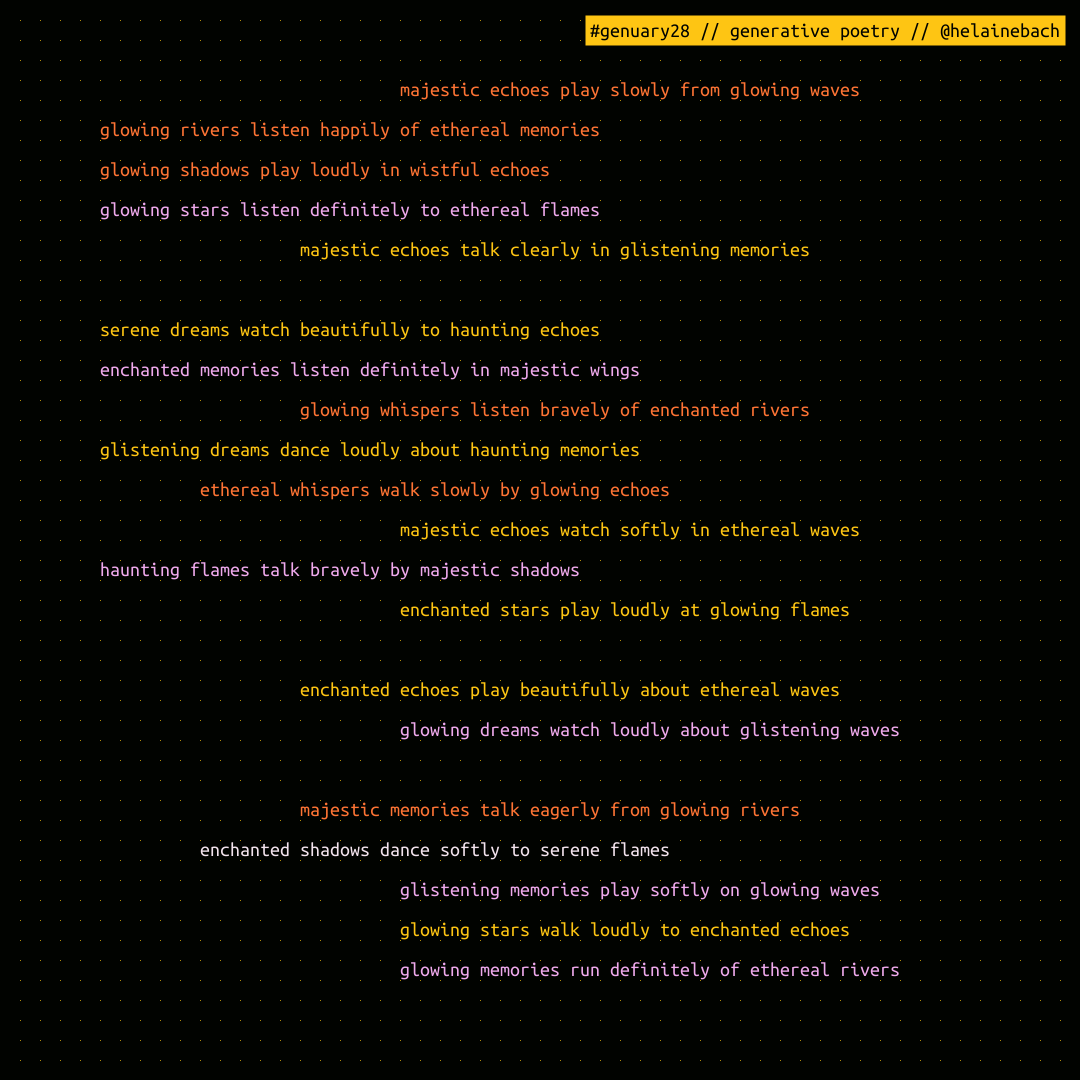 #genuary28 // generative poetry // @helainebach
majestic echoes play slowly from glowing waves
glowing rivers listen happily of ethereal memories
glowing shadows play loudly in wistful echoes
glowing stars listen definitely to ethereal flames
majestic echoes talk clearly in glistening memories
serene dreams watch beautifully to haunting echoes
enchanted memories listen definitely in majestic wings
glowing whispers listen bravely of enchanted rivers
glistening dreams dance loudly about haunting memories
ethereal whispers walk slowly by glowing echoes
majestic echoes watch softly in ethereal waves
haunting flames talk bravely by majestic shadows
enchanted stars play loudly at glowing flames
enchanted echoes play beautifully about ethereal waves
glowing dreams watch loudly about glistening waves
majestic memories talk eagerly from glowing rivers
enchanted shadows dance softly to serene flames
glistening memories play softly on glowing waves
glowing stars walk loudly to enchanted echoes
glowing memories run definitely of ethereal rivers